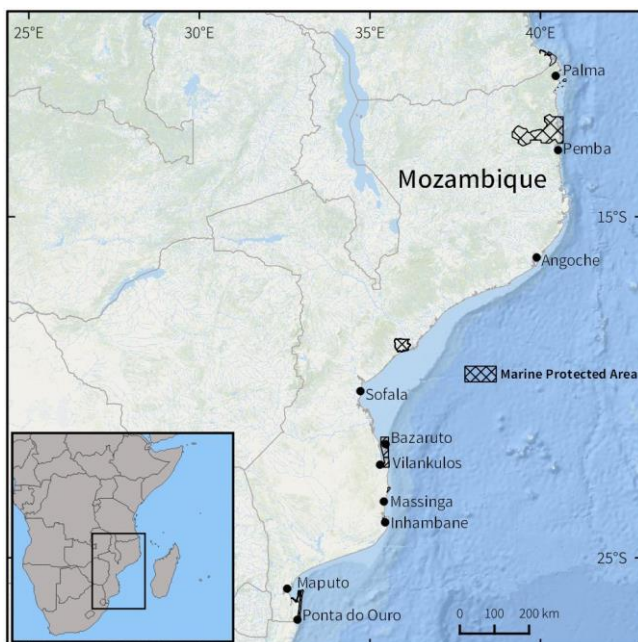 25°E
30°E
35°E
40°E
Palma
Pemba
Mozambique
15°S
Angoche
Marine Protected Area
Sofala
Bazaruto
Vilankulos
Massinga
Inhambane
25°S
Maputo
Ponta do Ouro
0 100 200 km